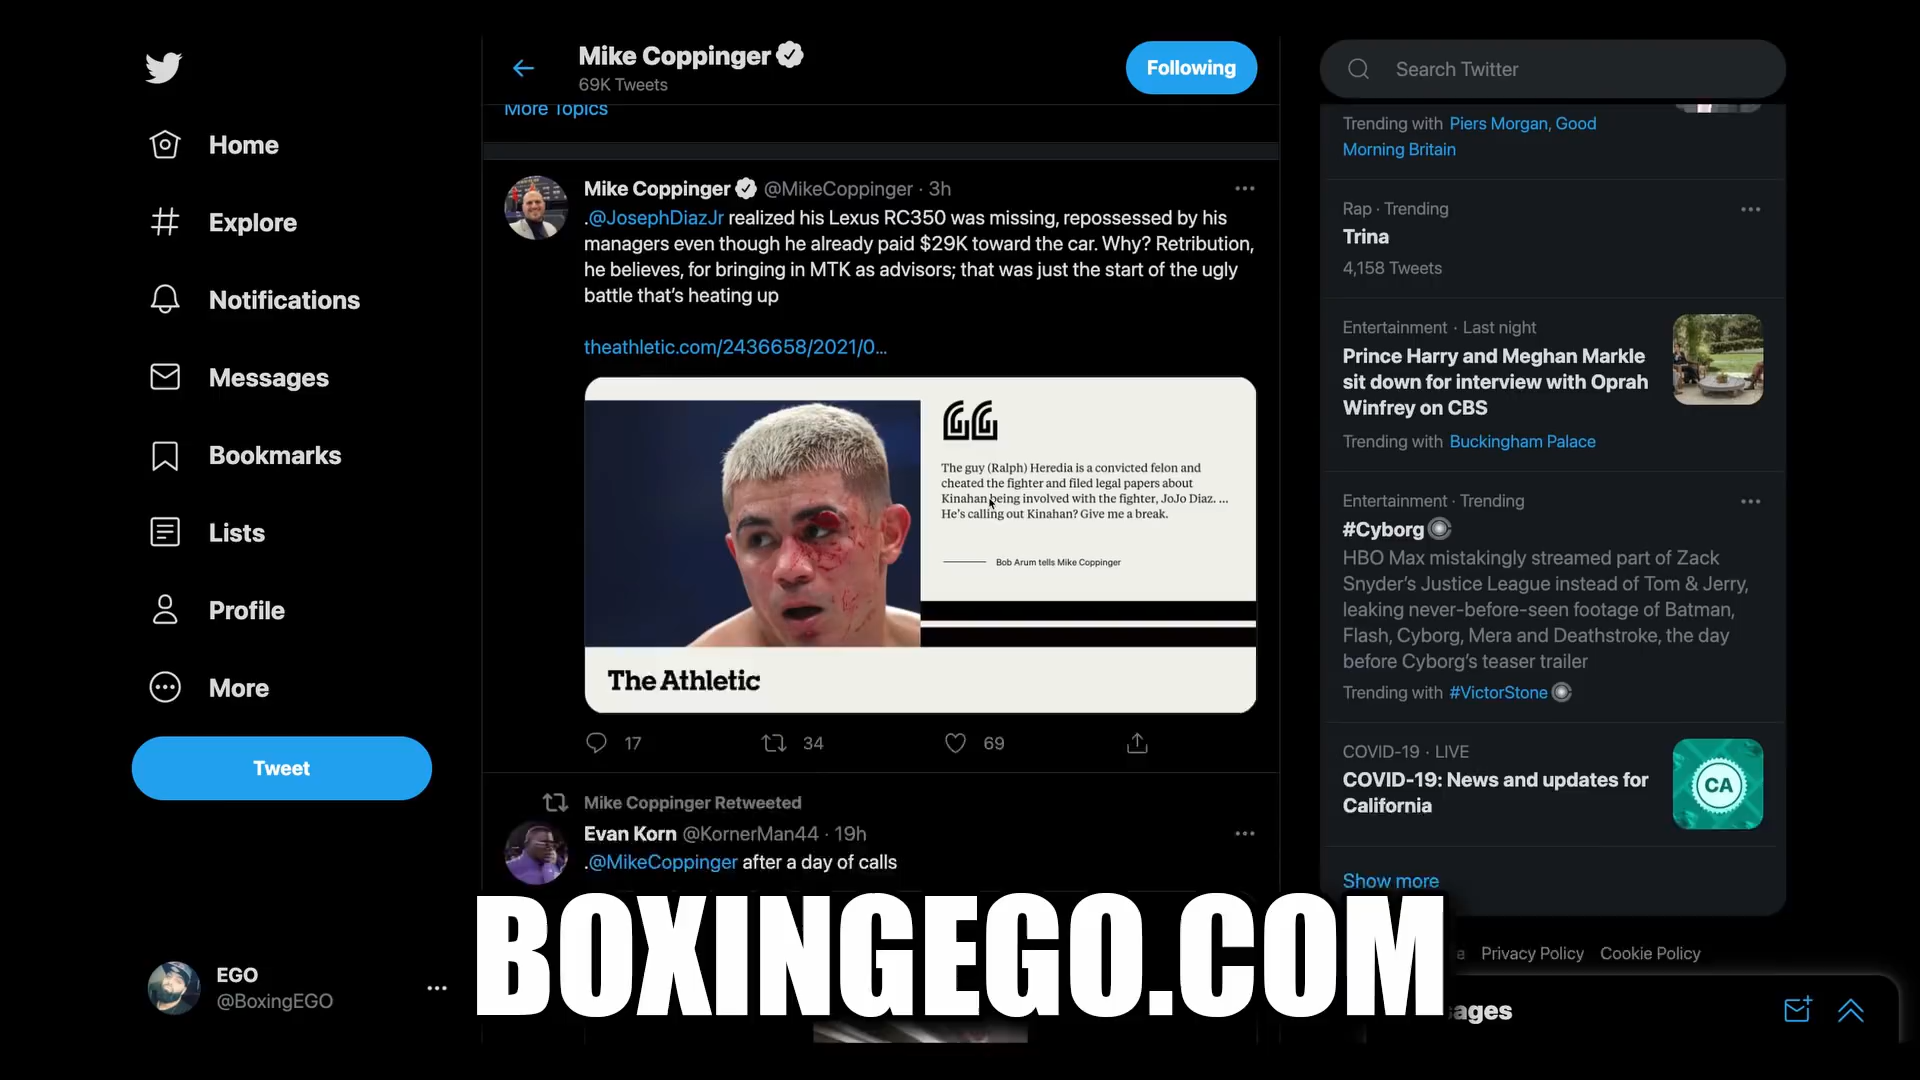 Home
Explore
Notifications
Messages
Bookmarks
Lists
Profile
More
Tweet
EGO
@BoxingEGO
Mike Coppinger
69K Tweets
Following
More Topics
Mike Coppinger @MikeCoppinger · 3h
.@JosephDiazJr realized his Lexus RC350 was missing, repossessed by his
managers even though he already paid $29K toward the car. Why? Retribution,
he believes, for bringing in MTK as advisors; that was just the start of the ugly
battle that's heating up
theathletic.com/2436658/2021/0...
The guy (Ralph) Heredia is a convicted felon and
cheated the fighter and filed legal papers about
Kinahan being involved with the fighter, JoJo Diaz. ...
He's calling out Kinahan? Give me a break.
Bob Arum tells Mike Coppinger
The Athletic
17 34 69
Mike Coppinger Retweeted
Evan Korn @KornerMan44 · 19h
.@MikeCoppinger after a day of calls
BOXINGEGO.COM
Search Twitter
Trending with Piers Morgan, Good
Morning Britain
Rap · Trending
Trina
4,158 Tweets
Entertainment · Last night
Prince Harry and Meghan Markle
sit down for interview with Oprah
Winfrey on CBS
Trending with Buckingham Palace
Entertainment · Trending
#Cyborg
HBO Max mistakingly streamed part of Zack
Snyder's Justice League instead of Tom & Jerry,
leaking never-before-seen footage of Batman,
Flash, Cyborg, Mera and Deathstroke, the day
before Cyborg's teaser trailer
Trending with #VictorStone
COVID-19 · LIVE
COVID-19: News and updates for
California
CA
Show more
Privacy Policy Cookie Policy